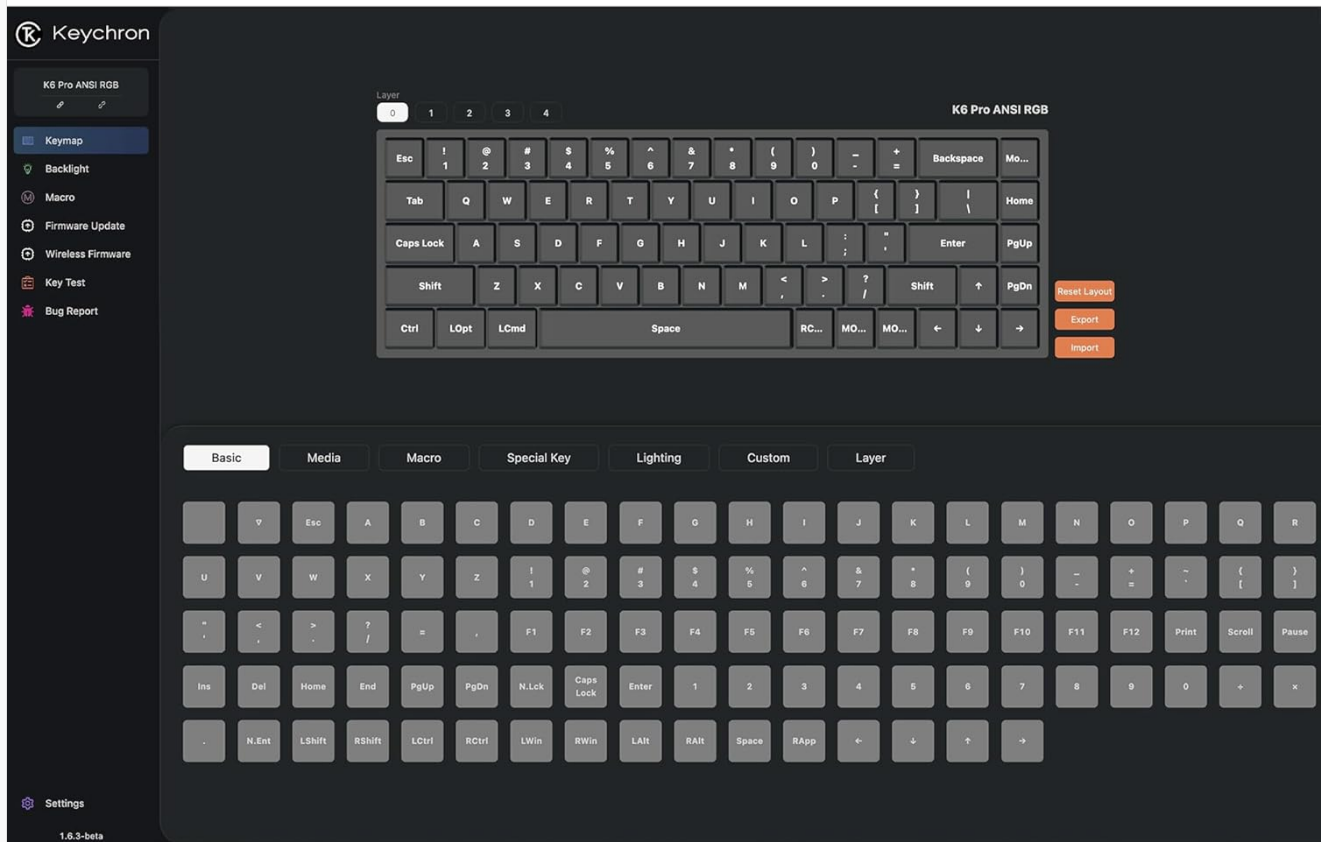 Keychron
K6 Pro ANSI RGB
Keymap
Backlight
Macro
Firmware Update
Wireless Firmware
Key Test
Bug Report
Settings
1.6.3-beta
Layer
0 1 2 3 4
K6 Pro ANSI RGB
Esc ! 1 @ 2 # 3 $ 4 % 5 ^ 6 & 7 * 8 ( 9 ) 0 _ - + = Backspace Mo...
Tab Q W E R T Y U I O P { [ } ] | \ Home
Caps Lock A S D F G H J K L : ; " ' Enter PgUp
Shift Z X C V B N M < , > . ? / Shift ↑ PgDn
Ctrl LOpt LCmd Space RC... MO... MO... ← ↓ →
Reset Layout
Export
Import
Basic Media Macro Special Key Lighting Custom Layer
▽ Esc A B C D E F G H I J K L M N O P Q R
U V W X Y Z ! 1 @ 2 # 3 $ 4 % 5 ^ 6 & 7 * 8 ( 9 ) 0 _ - + = ~ ` { [ } ]
" ' < , > . ? / = , F1 F2 F3 F4 F5 F6 F7 F8 F9 F10 F11 F12 Print Scroll Pause
Ins Del Home End PgUp PgDn N.Lck Caps Lock Enter 1 2 3 4 5 6 7 8 9 0 ÷ ×
. N.Ent LShift RShift LCtrl RCtrl LWin RWin LAlt RAlt Space RApp ← ↓ ↑ →